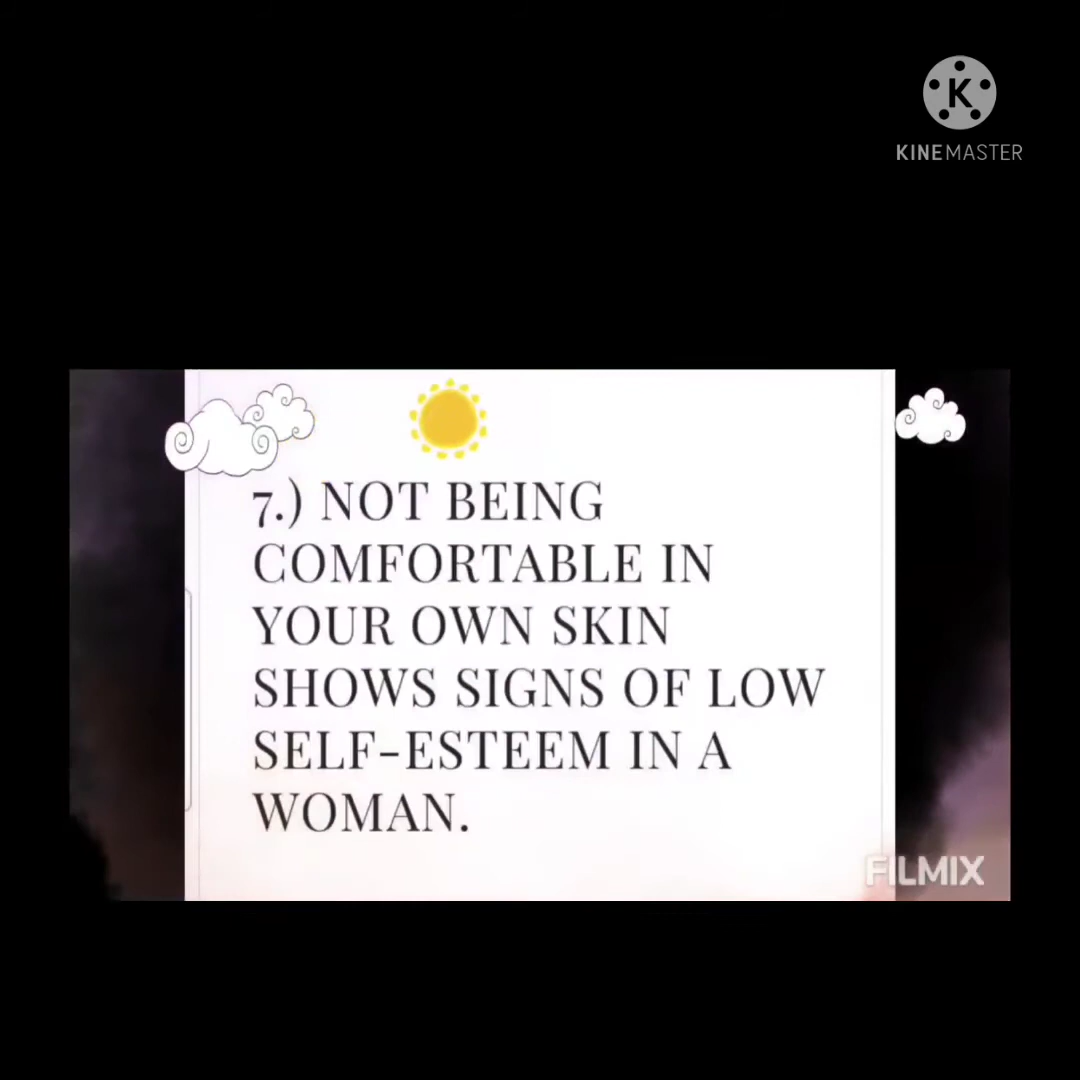 K
KINEMASTER
7.) NOT BEING
COMFORTABLE IN
YOUR OWN SKIN
SHOWS SIGNS OF LOW
SELF-ESTEEM IN A
WOMAN.
FILMIX